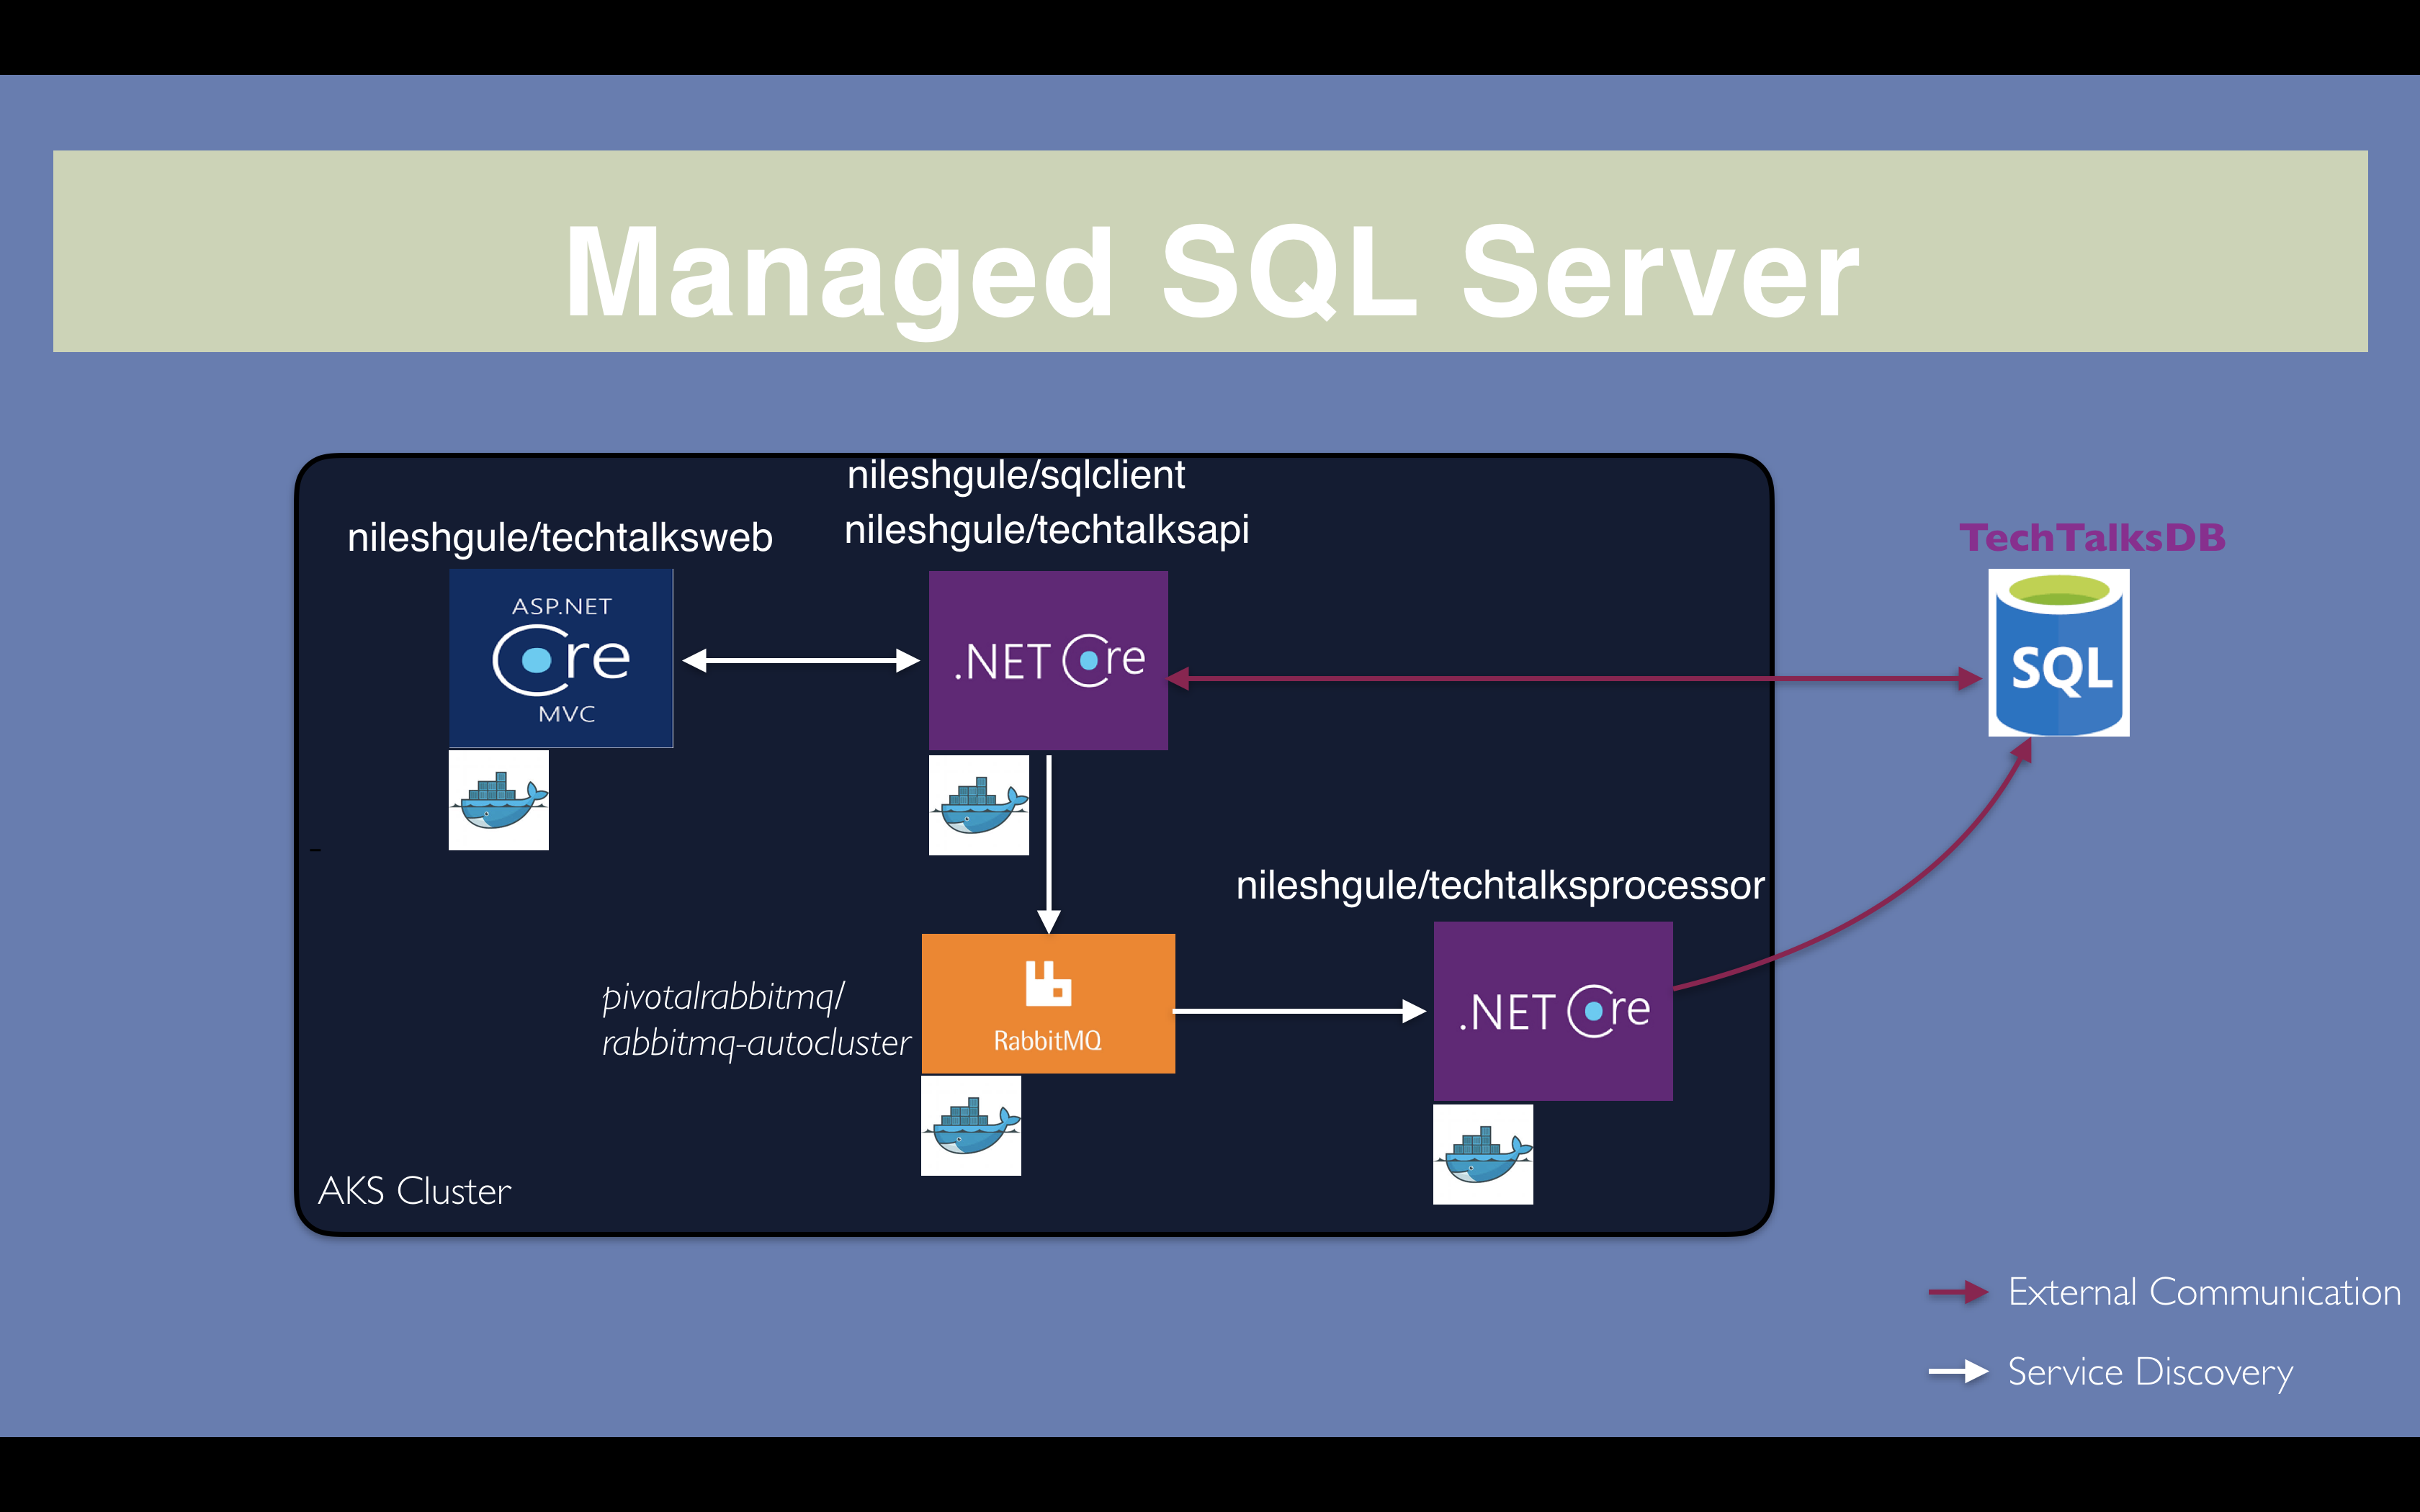 Managed SQL Server
nileshgule/sqlclient
nileshgule/techtalksweb
nileshgule/techtalksapi
TechTalksDB
ASP.NET
Core
MVC
.NET Core
SQL
nileshgule/techtalksprocessor
pivotalrabbitmq/
rabbitmq-autocluster
RabbitMQ
.NET Core
-
AKS Cluster
External Communication
Service Discovery